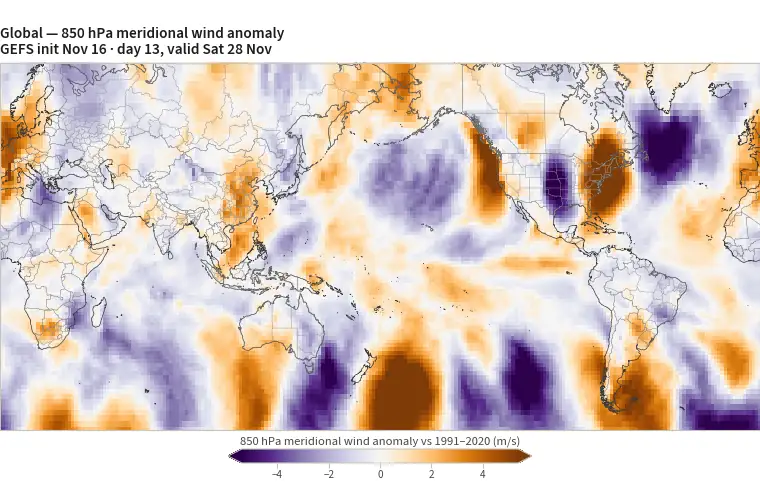 Global — 850 hPa meridional wind anomaly
GEFS init Nov 16 · day 13, valid Sat 28 Nov
850 hPa meridional wind anomaly vs 1991–2020 (m/s)
−4 −2 0 2 4